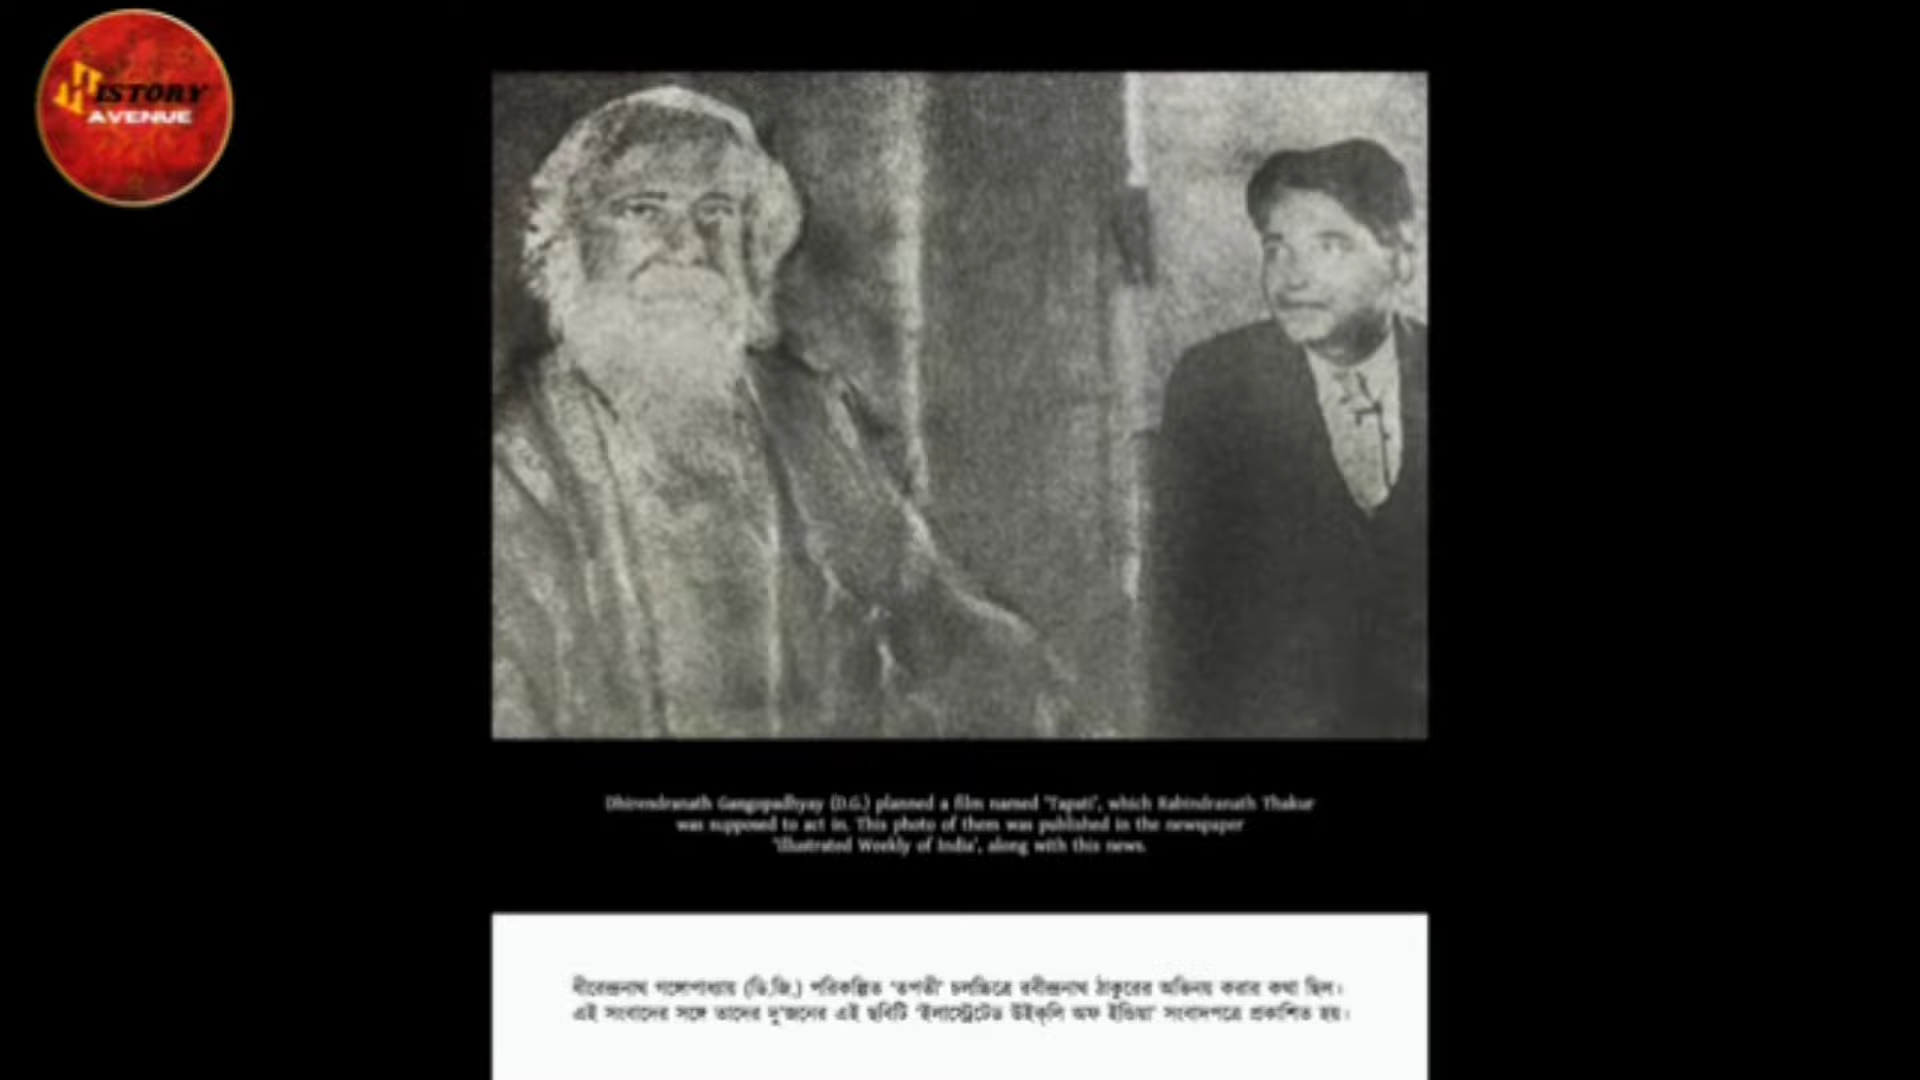 HISTORY
AVENUE
Dhirendranath Gangopadhyay (D.G.) planned a film named 'Tapati', which Rabindranath Thakur
was supposed to act in. This photo of them was published in the newspaper
'Illustrated Weekly of India', along with this news.
ধীরেন্দ্রনাথ গঙ্গোপাধ্যায় (ডি.জি.) পরিকল্পিত 'তপতী' চলচ্চিত্রে রবীন্দ্রনাথ ঠাকুরের অভিনয় করার কথা ছিল।
এই সংবাদের সঙ্গে তাদের দু'জনের এই ছবিটি 'ইলাস্ট্রেটেড উইক্‌লি অফ ইন্ডিয়া' সংবাদপত্রে প্রকাশিত হয়।